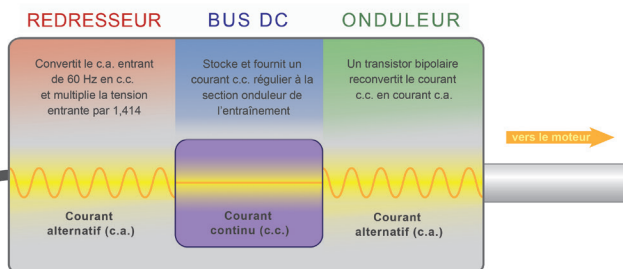 REDRESSEUR
Convertit le c.a. entrant
de 60 Hz en c.c.
et multiplie la tension
entrante par 1,414
BUS DC
Stocke et fournit un
courant c.c. régulier à la
section onduleur de
l'entraînement
ONDULEUR
Un transistor bipolaire
reconvertit le courant
c.c. en courant c.a.
vers le moteur
Courant
alternatif (c.a.)
Courant
continu (c.c.)
Courant
alternatif (c.a.)